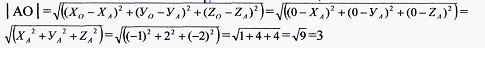 |AO|=√((X_O − X_A)² + (У_O − У_A)² + (Z_O − Z_A)²)=√((0 − X_A)² + (0 − У_A)² + (0 − Z_A)²)=
√(X_A² + У_A² + Z_A²)=√((−1)² + 2² + (−2)²)=√(1+4+4)=√9=3